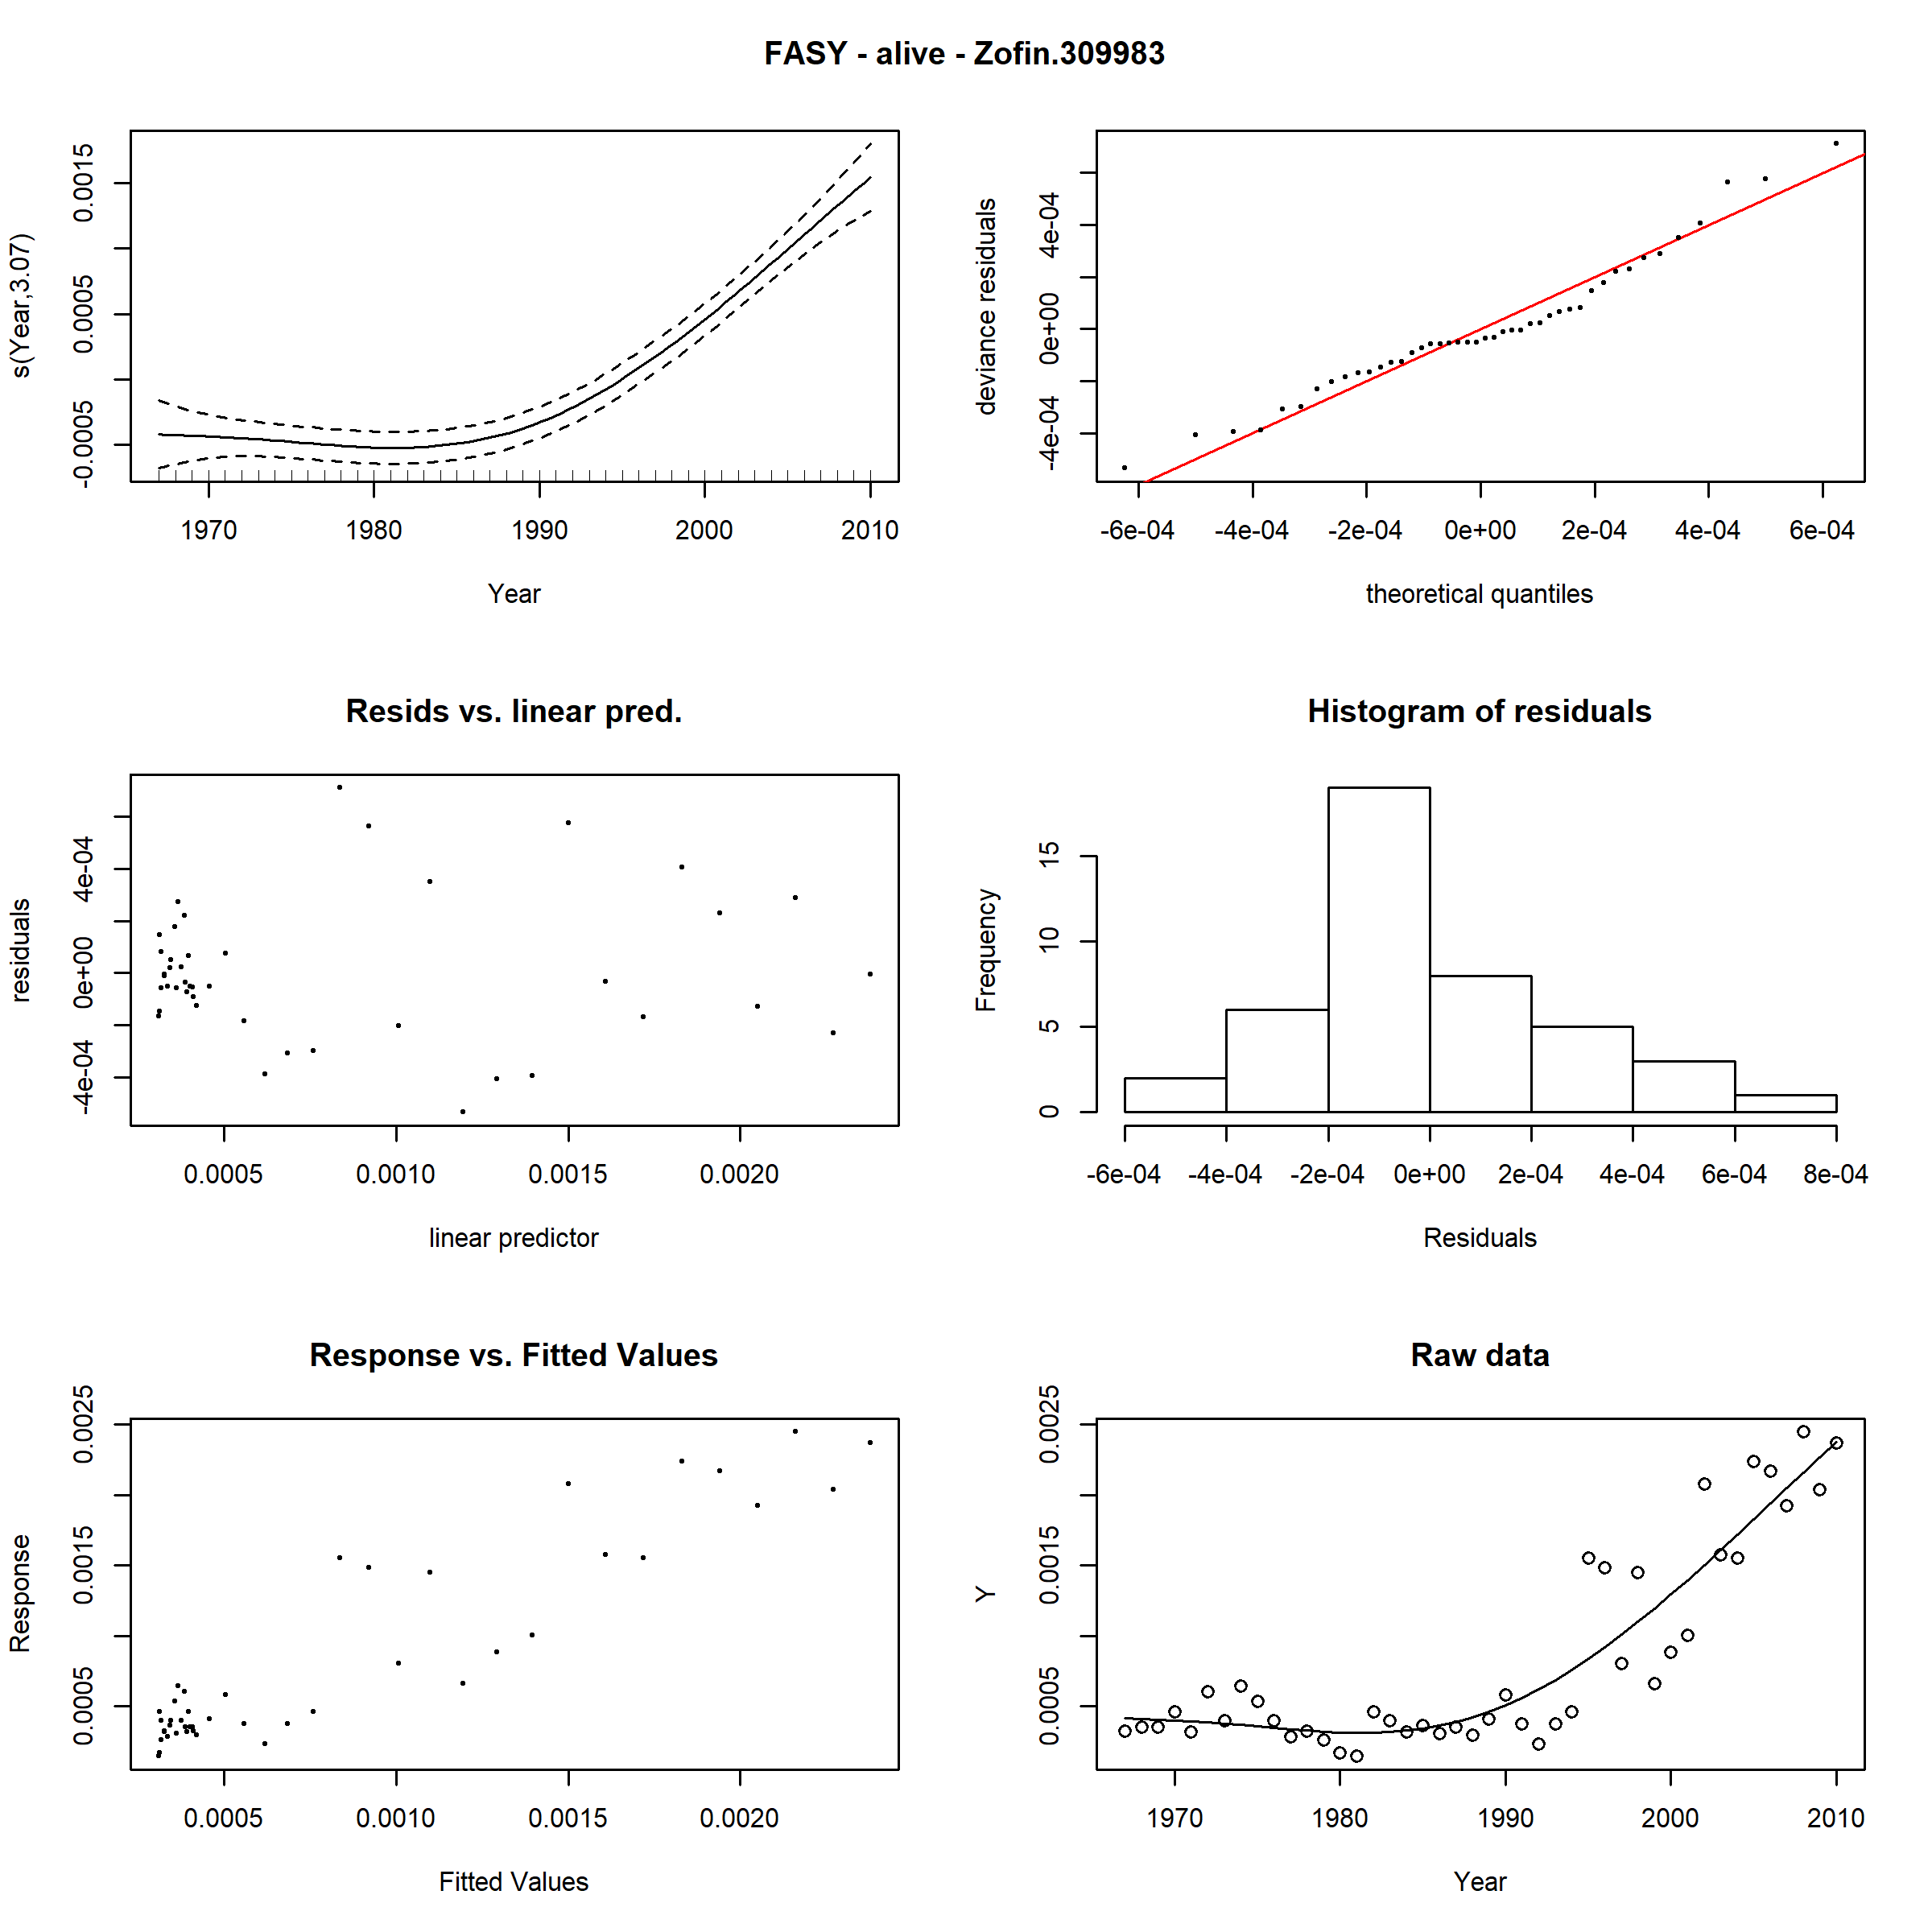 FASY - alive - Zofin.309983
s(Year,3.07)
-0.0005 0.0005 0.0015
1970 1980 1990 2000 2010
Year
deviance residuals
-4e-04 0e+00 4e-04
-6e-04 -4e-04 -2e-04 0e+00 2e-04 4e-04 6e-04
theoretical quantiles
Resids vs. linear pred.
residuals
-4e-04 0e+00 4e-04
0.0005 0.0010 0.0015 0.0020
linear predictor
Histogram of residuals
Frequency
0 5 10 15
-6e-04 -4e-04 -2e-04 0e+00 2e-04 4e-04 6e-04 8e-04
Residuals
Response vs. Fitted Values
Response
0.0005 0.0015 0.0025
0.0005 0.0010 0.0015 0.0020
Fitted Values
Raw data
Y
0.0005 0.0015 0.0025
1970 1980 1990 2000 2010
Year